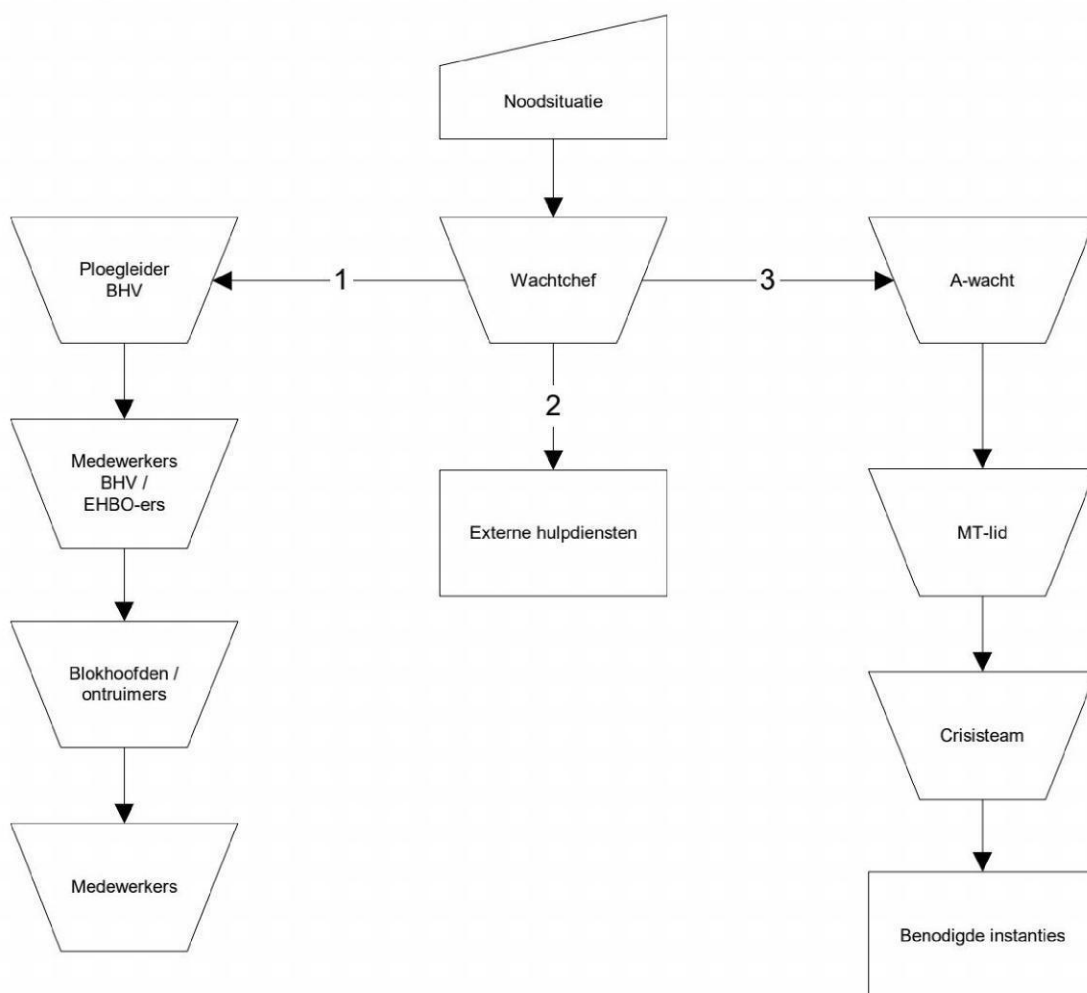 Noodsituatie
Ploegleider
BHV
1
Wachtchef
3
A-wacht
2
Medewerkers
BHV /
EHBO-ers
Externe hulpdiensten
MT-lid
Blokhoofden /
ontruimers
Crisisteam
Medewerkers
Benodigde instanties